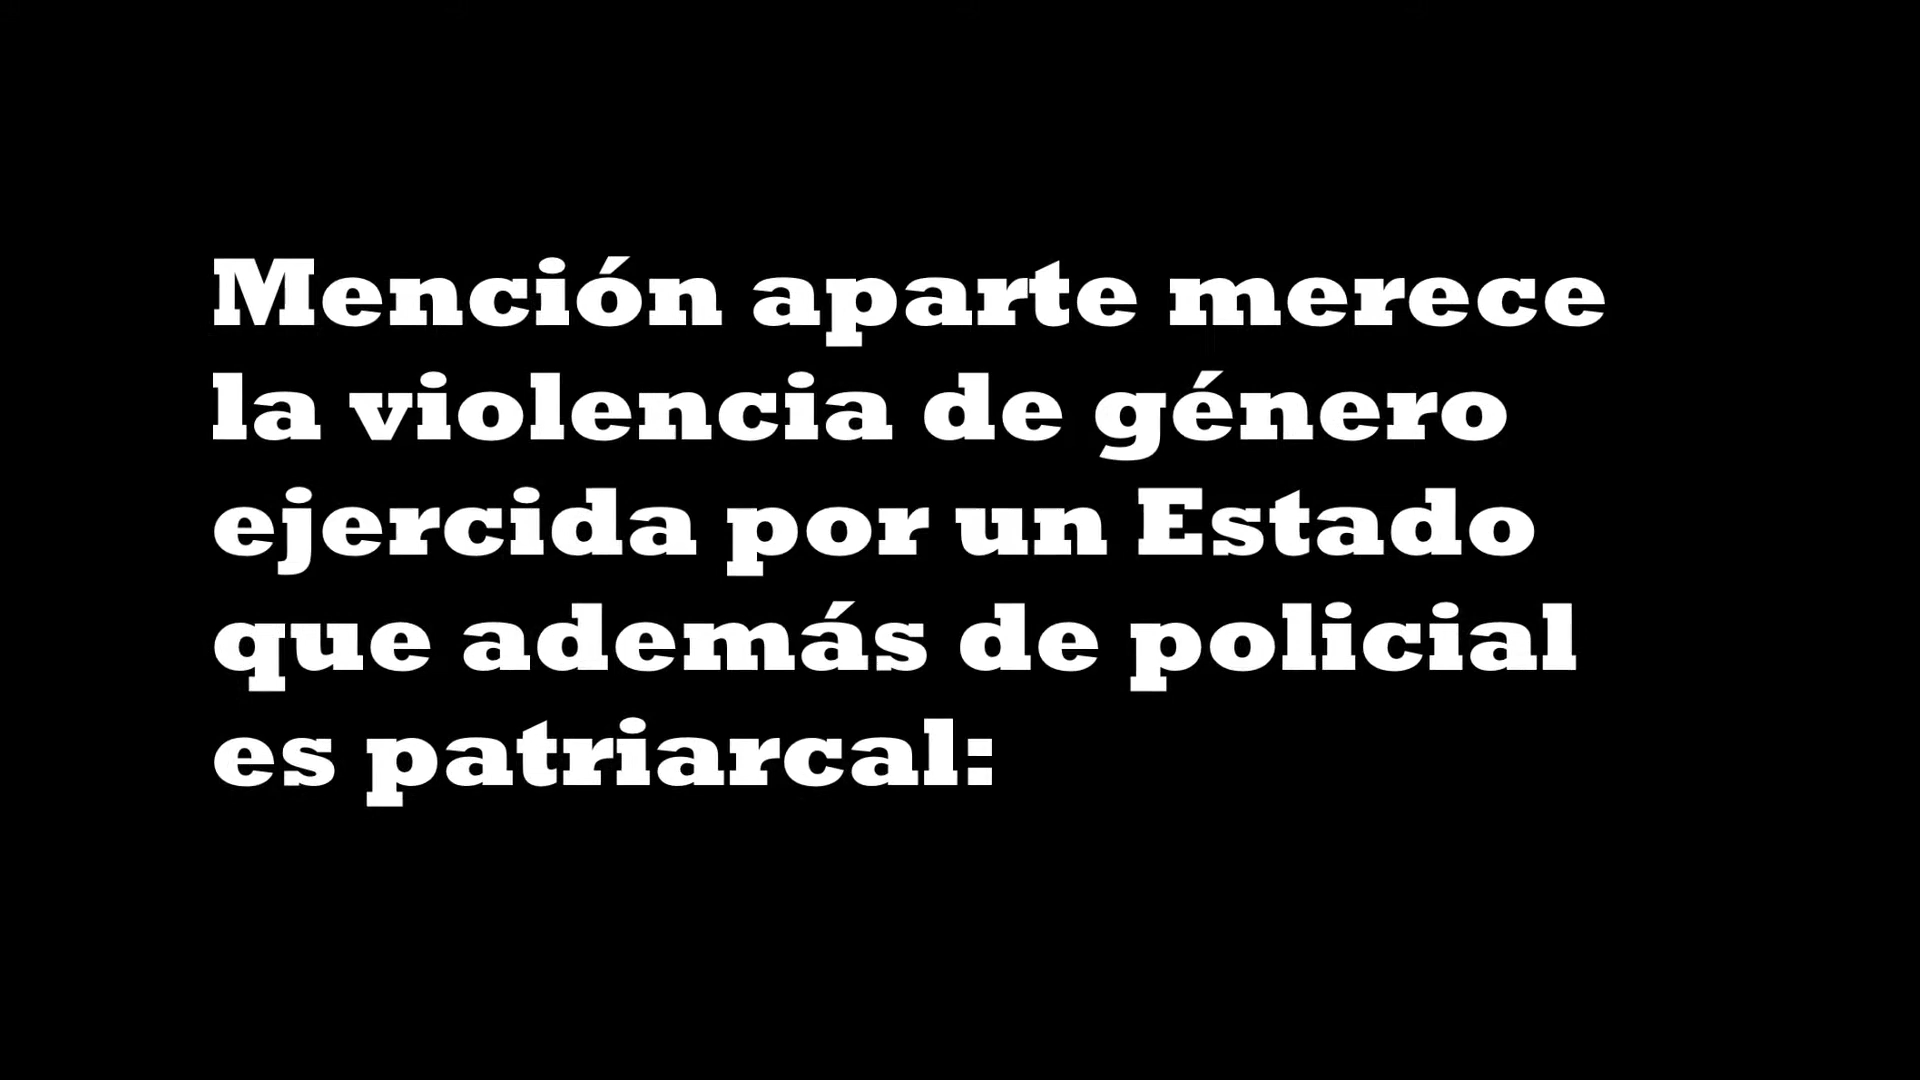 Mención aparte merece
la violencia de género
ejercida por un Estado
que además de policial
es patriarcal: